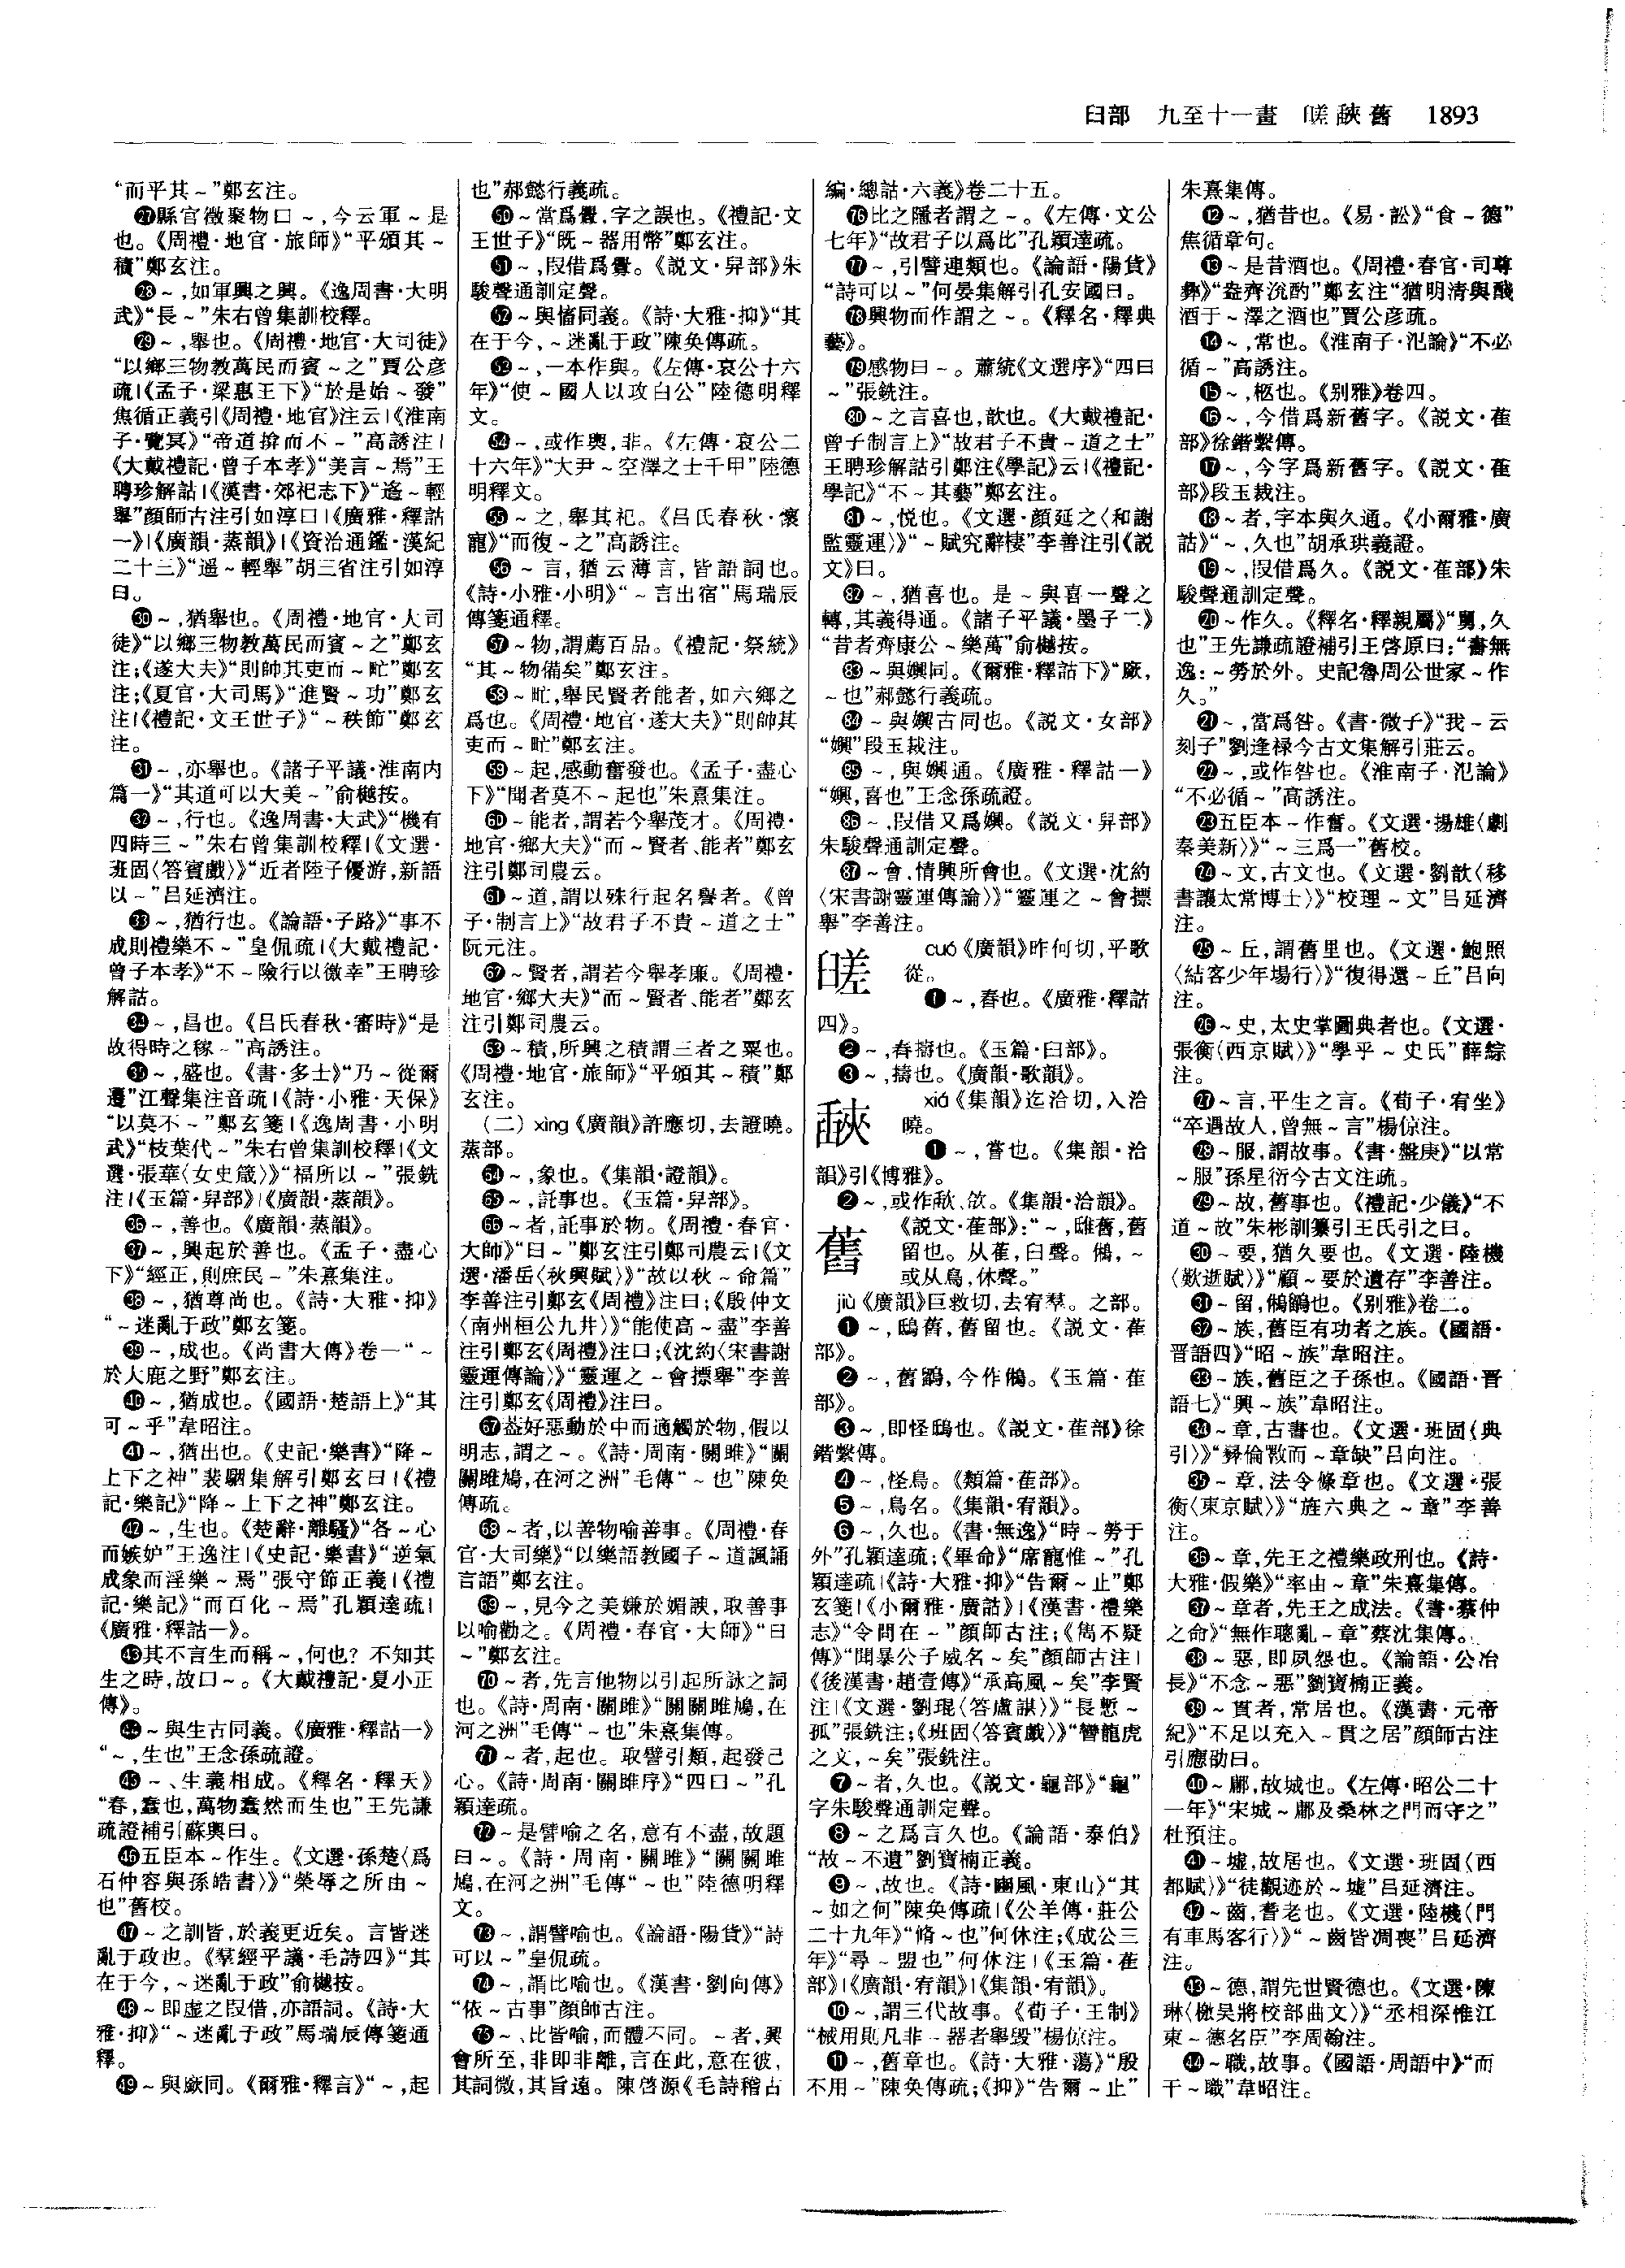 臼部　九至十一畫　䑘𦦼舊　1893
“而平其～”鄭玄注。
㉗縣官徵聚物曰～,今云軍～是
也。《周禮·地官·旅師》“平頒其～
積”鄭玄注。
㉘～,如軍興之興。《逸周書·大明
武》“長～”朱右曾集訓校釋。
㉙～,舉也。《周禮·地官·大司徒》
“以鄉三物教萬民而賓～之”賈公彦
疏|《孟子·梁惠王下》“於是始～發”
焦循正義引《周禮·地官》注云|《淮南
子·覽冥》“帝道揜而不～”高誘注|
《大戴禮記·曾子本孝》“美言～焉”王
聘珍解詁|《漢書·郊祀志下》“遙～輕
舉”顔師古注引如淳曰|《廣雅·釋詁
一》|《廣韻·蒸韻》|《資治通鑑·漢紀
二十三》“遥～輕舉”胡三省注引如淳
曰。
㉚～,猶舉也。《周禮·地官·大司
徒》“以鄉三物教萬民而賓～之”鄭玄
注;《遂大夫》“則帥其吏而～甿”鄭玄
注;《夏官·大司馬》“進賢～功”鄭玄
注|《禮記·文王世子》“～秩節”鄭玄
注。
㉛～,亦舉也。《諸子平議·淮南内
篇一》“其道可以大美～”俞樾按。
㉜～,行也。《逸周書·大武》“機有
四時三～”朱右曾集訓校釋|《文選·
班固〈答賓戲〉》“近者陸子優游,新語
以～”吕延濟注。
㉝～,猶行也。《論語·子路》“事不
成則禮樂不～”皇侃疏|《大戴禮記·
曾子本孝》“不～險行以徼幸”王聘珍
解詁。
㉞～,昌也。《吕氏春秋·審時》“是
故得時之稼～”高誘注。
㉟～,盛也。《書·多士》“乃～從爾
遷”江聲集注音疏|《詩·小雅·天保》
“以莫不～”鄭玄箋|《逸周書·小明
武》“枝葉代～”朱右曾集訓校釋|《文
選·張華〈女史箴〉》“福所以～”張銑
注|《玉篇·舁部》|《廣韻·蒸韻》。
㊱～,善也。《廣韻·蒸韻》。
㊲～,興起於善也。《孟子·盡心
下》“經正,則庶民～”朱熹集注。
㊳～,猶尊尚也。《詩·大雅·抑》
“～迷亂于政”鄭玄箋。
㊴～,成也。《尚書大傳》卷一“～
於大鹿之野”鄭玄注。
㊵～,猶成也。《國語·楚語上》“其
可～乎”韋昭注。
㊶～,猶出也。《史記·樂書》“降～
上下之神”裴駰集解引鄭玄曰|《禮
記·樂記》“降～上下之神”鄭玄注。
㊷～,生也。《楚辭·離騷》“各～心
而嫉妒”王逸注|《史記·樂書》“逆氣
成象而淫樂～焉”張守節正義|《禮
記·樂記》“而百化～焉”孔穎達疏|
《廣雅·釋詁一》。
㊸其不言生而稱～,何也？不知其
生之時,故曰～。《大戴禮記·夏小正
傳》。
㊹～與生古同義。《廣雅·釋詁一》
“～,生也”王念孫疏證。
㊺～、生義相成。《釋名·釋天》
“春,蠢也,萬物蠢然而生也”王先謙
疏證補引蘇輿曰。
㊻五臣本～作生。《文選·孫楚〈爲
石仲容與孫皓書〉》“榮辱之所由～
也”舊校。
㊼～之訓皆,於義更近矣。言皆迷
亂于政也。《羣經平議·毛詩四》“其
在于今,～迷亂于政”俞樾按。
㊽～即虚之叚借,亦語詞。《詩·大
雅·抑》“～迷亂于政”馬瑞辰傳箋通
釋。
㊾～與廞同。《爾雅·釋言》“～,起
也”郝懿行義疏。
㊿～當爲釁,字之誤也。《禮記·文
王世子》“既～器用幣”鄭玄注。
51～,叚借爲釁。《説文·舁部》朱
駿聲通訓定聲。
52～與惛同義。《詩·大雅·抑》“其
在于今,～迷亂于政”陳奂傳疏。
53～,一本作與。《左傳·哀公十六
年》“使～國人以攻白公”陸德明釋
文。
54～,或作輿,非。《左傳·哀公二
十六年》“大尹～空澤之士千甲”陸德
明釋文。
55～之,舉其祀。《吕氏春秋·懷
寵》“而復～之”高誘注。
56～言,猶云薄言,皆語詞也。
《詩·小雅·小明》“～言出宿”馬瑞辰
傳箋通釋。
57～物,謂薦百品。《禮記·祭統》
“其～物備矣”鄭玄注。
58～甿,舉民賢者能者,如六鄉之
爲也。《周禮·地官·遂大夫》“則帥其
吏而～甿”鄭玄注。
59～起,感動奮發也。《孟子·盡心
下》“聞者莫不～起也”朱熹集注。
60～能者,謂若今舉茂才。《周禮·
地官·鄉大夫》“而～賢者、能者”鄭玄
注引鄭司農云。
61～道,謂以殊行起名譽者。《曾
子·制言上》“故君子不貴～道之士”
阮元注。
62～賢者,謂若今舉孝廉。《周禮·
地官·鄉大夫》“而～賢者、能者”鄭玄
注引鄭司農云。
63～積,所興之積謂三者之粟也。
《周禮·地官·旅師》“平頒其～積”鄭
玄注。
（二）xìng《廣韻》許應切,去證曉。
蒸部。
64～,象也。《集韻·證韻》。
65～,託事也。《玉篇·舁部》。
66～者,託事於物。《周禮·春官·
大師》“曰～”鄭玄注引鄭司農云|《文
選·潘岳〈秋興賦〉》“故以秋～命篇”
李善注引鄭玄《周禮》注曰;《殷仲文
〈南州桓公九井〉》“能使高～盡”李善
注引鄭玄《周禮》注曰;《沈約〈宋書謝
靈運傳論〉》“靈運之～會摽舉”李善
注引鄭玄《周禮》注曰。
67葢好惡動於中而適觸於物,假以
明志,謂之～。《詩·周南·關雎》“關
關雎鳩,在河之洲”毛傳“～也”陳奂
傳疏。
68～者,以善物喻善事。《周禮·春
官·大司樂》“以樂語教國子～道諷誦
言語”鄭玄注。
69～,見今之美嫌於媚諛,取善事
以喻勸之。《周禮·春官·大師》“曰
～”鄭玄注。
70～者,先言他物以引起所詠之詞
也。《詩·周南·關雎》“關關雎鳩,在
河之洲”毛傳“～也”朱熹集傳。
71～者,起也。取譬引類,起發己
心。《詩·周南·關雎序》“四曰～”孔
穎達疏。
72～是譬喻之名,意有不盡,故題
曰～。《詩·周南·關雎》“關關雎
鳩,在河之洲”毛傳“～也”陸德明釋
文。
73～,謂譬喻也。《論語·陽貨》“詩
可以～”皇侃疏。
74～,謂比喻也。《漢書·劉向傳》
“依～古事”顔師古注。
75～、比皆喻,而體不同。～者,興
會所至,非即非離,言在此,意在彼,
其詞微,其旨遠。陳啓源《毛詩稽古
編·總詁·六義》卷二十五。
76比之隱者謂之～。《左傳·文公
七年》“故君子以爲比”孔穎達疏。
77～,引譬連類也。《論語·陽貨》
“詩可以～”何晏集解引孔安國曰。
78興物而作謂之～。《釋名·釋典
藝》。
79感物曰～。蕭統《文選序》“四曰
～”張銑注。
80～之言喜也,歆也。《大戴禮記·
曾子制言上》“故君子不貴～道之士”
王聘珍解詁引鄭注《學記》云|《禮記·
學記》“不～其藝”鄭玄注。
81～,悦也。《文選·顔延之〈和謝
監靈運〉》“～賦究辭棲”李善注引《説
文》曰。
82～,猶喜也。是～與喜一聲之
轉,其義得通。《諸子平議·墨子二》
“昔者齊康公～樂萬”俞樾按。
83～與嬹同。《爾雅·釋詁下》“廞,
～也”郝懿行義疏。
84～與嬹古同也。《説文·女部》
“嬹”段玉裁注。
85～,與嬹通。《廣雅·釋詁一》
“嬹,喜也”王念孫疏證。
86～,叚借又爲嬹。《説文·舁部》
朱駿聲通訓定聲。
87～會,情興所會也。《文選·沈約
〈宋書謝靈運傳論〉》“靈運之～會摽
舉”李善注。
䑘 cuó《廣韻》昨何切,平歌
從。
❶～,舂也。《廣雅·釋詁
四》。
❷～,舂擣也。《玉篇·臼部》。
❸～,擣也。《廣韻·歌韻》。
xiá《集韻》迄洽切,入洽
曉。
❶～,嘗也。《集韻·洽
韻》引《博雅》。
❷～,或作㰺、欱。《集韻·洽韻》。
舊 《説文·萑部》:“～,雎舊,舊
留也。从萑,臼聲。鵂,～
或从鳥,休聲。”
jiù《廣韻》巨救切,去宥羣。之部。
❶～,鴟舊,舊留也。《説文·萑
部》。
❷～,舊鶹,今作鵂。《玉篇·萑
部》。
❸～,即怪鴟也。《説文·萑部》徐
鍇繫傳。
❹～,怪鳥。《類篇·萑部》。
❺～,鳥名。《集韻·宥韻》。
❻～,久也。《書·無逸》“時～勞于
外”孔穎達疏;《畢命》“席寵惟～”孔
穎達疏|《詩·大雅·抑》“告爾～止”鄭
玄箋|《小爾雅·廣詁》|《漢書·禮樂
志》“令問在～”顔師古注;《雋不疑
傳》“聞暴公子威名～矣”顔師古注|
《後漢書·趙壹傳》“承高風～矣”李賢
注|《文選·劉琨〈答盧諶〉》“長慙～
孤”張銑注;《班固〈答賓戲〉》“㘘龍虎
之文,～矣”張銑注。
❼～者,久也。《説文·龜部》“龜”
字朱駿聲通訓定聲。
❽～之爲言久也。《論語·泰伯》
“故～不遺”劉寶楠正義。
❾～,故也。《詩·豳風·東山》“其
～如之何”陳奂傳疏|《公羊傳·莊公
二十九年》“脩～也”何休注;《成公三
年》“尋～盟也”何休注|《玉篇·萑
部》|《廣韻·宥韻》|《集韻·宥韻》。
❿～,謂三代故事。《荀子·王制》
“械用則凡非～器者舉毁”楊倞注。
⓫～,舊章也。《詩·大雅·蕩》“殷
不用～”陳奂傳疏;《抑》“告爾～止”
朱熹集傳。
⓬～,猶昔也。《易·訟》“食～德”
焦循章句。
⓭～是昔酒也。《周禮·春官·司尊
彝》“盎齊涗酌”鄭玄注“猶明清與醆
酒于～澤之酒也”賈公彦疏。
⓮～,常也。《淮南子·氾論》“不必
循～”高誘注。
⓯～,柩也。《别雅》卷四。
⓰～,今借爲新舊字。《説文·萑
部》徐鍇繫傳。
⓱～,今字爲新舊字。《説文·萑
部》段玉裁注。
⓲～者,字本與久通。《小爾雅·廣
詁》“～,久也”胡承珙義證。
⓳～,叚借爲久。《説文·萑部》朱
駿聲通訓定聲。
⓴～作久。《釋名·釋親屬》“舅,久
也”王先謙疏證補引王啓原曰:“書無
逸:～勞於外。史記魯周公世家～作
久。”
㉑～,當爲咎。《書·微子》“我～云
刻子”劉逢禄今古文集解引莊云。
㉒～,或作咎也。《淮南子·氾論》
“不必循～”高誘注。
㉓五臣本～作奮。《文選·揚雄〈劇
秦美新〉》“～三爲一”舊校。
㉔～文,古文也。《文選·劉歆〈移
書讓太常博士〉》“校理～文”吕延濟
注。
㉕～丘,謂舊里也。《文選·鮑照
〈結客少年場行〉》“復得還～丘”吕向
注。
㉖～史,太史掌圖典者也。《文選·
張衡〈西京賦〉》“學乎～史氏”薛綜
注。
㉗～言,平生之言。《荀子·宥坐》
“卒遇故人,曾無～言”楊倞注。
㉘～服,謂故事。《書·盤庚》“以常
～服”孫星衍今古文注疏。
㉙～故,舊事也。《禮記·少儀》“不
道～故”朱彬訓纂引王氏引之曰。
㉚～要,猶久要也。《文選·陸機
〈歎逝賦〉》“顧～要於遺存”李善注。
㉛～留,鵂鶹也。《别雅》卷二。
㉜～族,舊臣有功者之族。《國語·
晋語四》“昭～族”韋昭注。
㉝～族,舊臣之子孫也。《國語·晋
語七》“興～族”韋昭注。
㉞～章,古書也。《文選·班固〈典
引〉》“彝倫斁而～章缺”吕向注。
㉟～章,法令條章也。《文選·張
衡〈東京賦〉》“旌六典之～章”李善
注。
㊱～章,先王之禮樂政刑也。《詩·
大雅·假樂》“率由～章”朱熹集傳。
㊲～章者,先王之成法。《書·蔡仲
之命》“無作聰亂～章”蔡沈集傳。
㊳～惡,即夙怨也。《論語·公冶
長》“不念～惡”劉寶楠正義。
㊴～貫者,常居也。《漢書·元帝
紀》“不足以充入～貫之居”顔師古注
引應劭曰。
㊵～鄘,故城也。《左傳·昭公二十
一年》“宋城～鄘及桑林之門而守之”
杜預注。
㊶～墟,故居也。《文選·班固〈西
都賦〉》“徒觀迹於～墟”吕延濟注。
㊷～齒,耆老也。《文選·陸機〈門
有車馬客行〉》“～齒皆凋喪”吕延濟
注。
㊸～德,謂先世賢德也。《文選·陳
琳〈檄吴將校部曲文〉》“丞相深惟江
東～德名臣”李周翰注。
㊹～職,故事。《國語·周語中》“而
干～職”韋昭注。